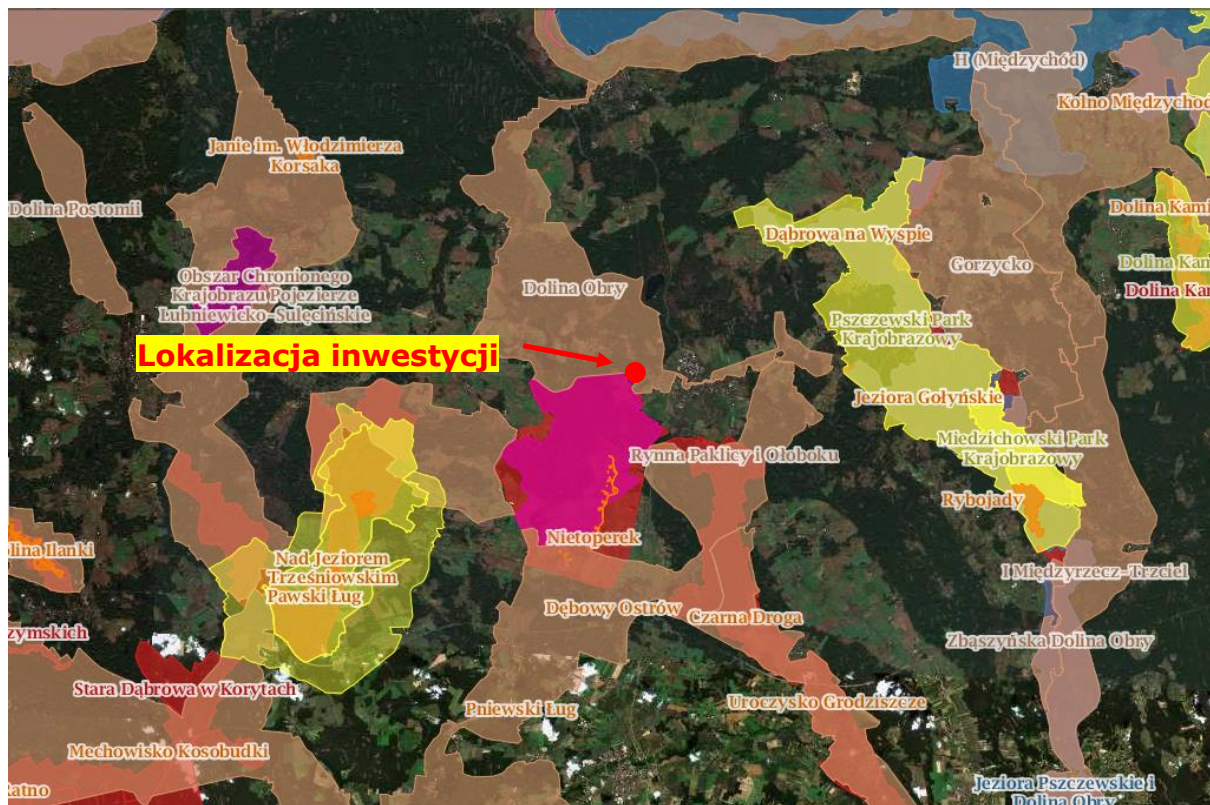 H (Międzychód)
Kolno Międzychod
Janie im. Włodzimierza
Korsaka
Dolina Postomii
Dolina Kami
Dąbrowa na Wyspie
Dolina Kam
Gorzycko
Obszar Chronionego
Krajobrazu Pojezierze
Lubniewicko-Sulęcińskie
Dolina Obry
Dolina Kar
Pszczewski Park
Krajobrazowy
Lokalizacja inwestycji
Jeziora Gołyńskie
Miedzichowski Park
Krajobrazowy
Rynna Paklicy i Ołoboku
Rybojady
Nietoperek
lina Ilanki
Nad Jeziorem
Trześniowskim
Pawski Ług
I Międzyrzecz-Trzciel
Dębowy Ostrów
Czarna Droga
zymskich
Zbąszyńska Dolina Obry
Stara Dąbrowa w Korytach
Uroczysko Grodziszcze
Pniewski Ług
Mechowisko Kosobudki
Ratno
Jeziora Pszczewskie i
Dolina Obry